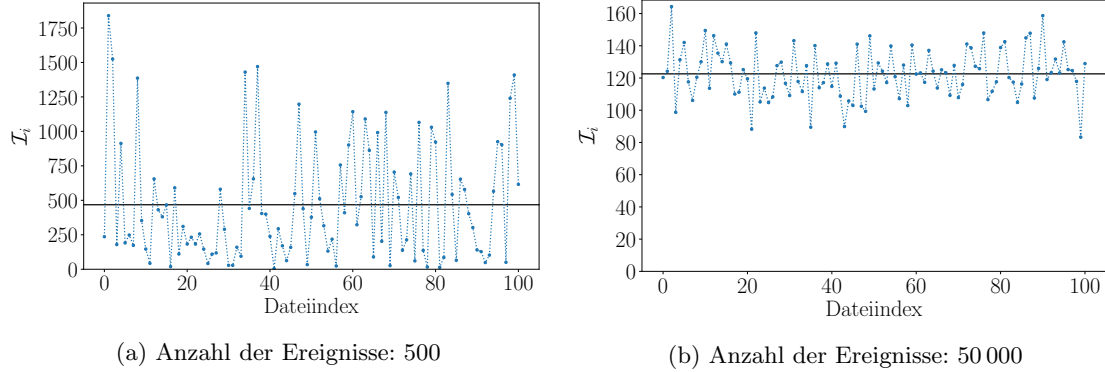 1750
1500
1250
1000
750
500
250
0
ℐᵢ
0 20 40 60 80 100
Dateiindex
(a) Anzahl der Ereignisse: 500
160
140
120
100
80
60
40
20
0
ℐᵢ
0 20 40 60 80 100
Dateiindex
(b) Anzahl der Ereignisse: 50 000